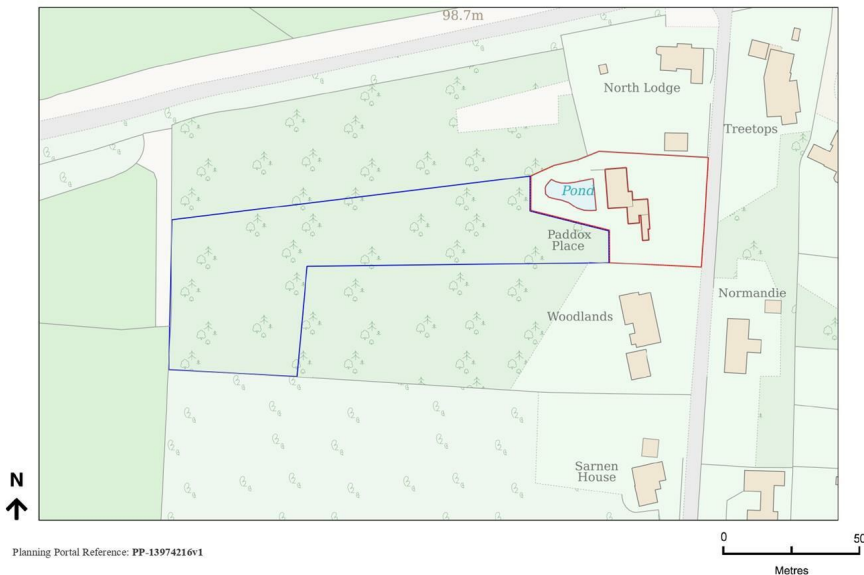 98.7m
North Lodge
Treetops
Pond
Paddox
Place
Normandie
Woodlands
Sarnen
House
N
0
50
Metres
Planning Portal Reference: PP-13974216v1